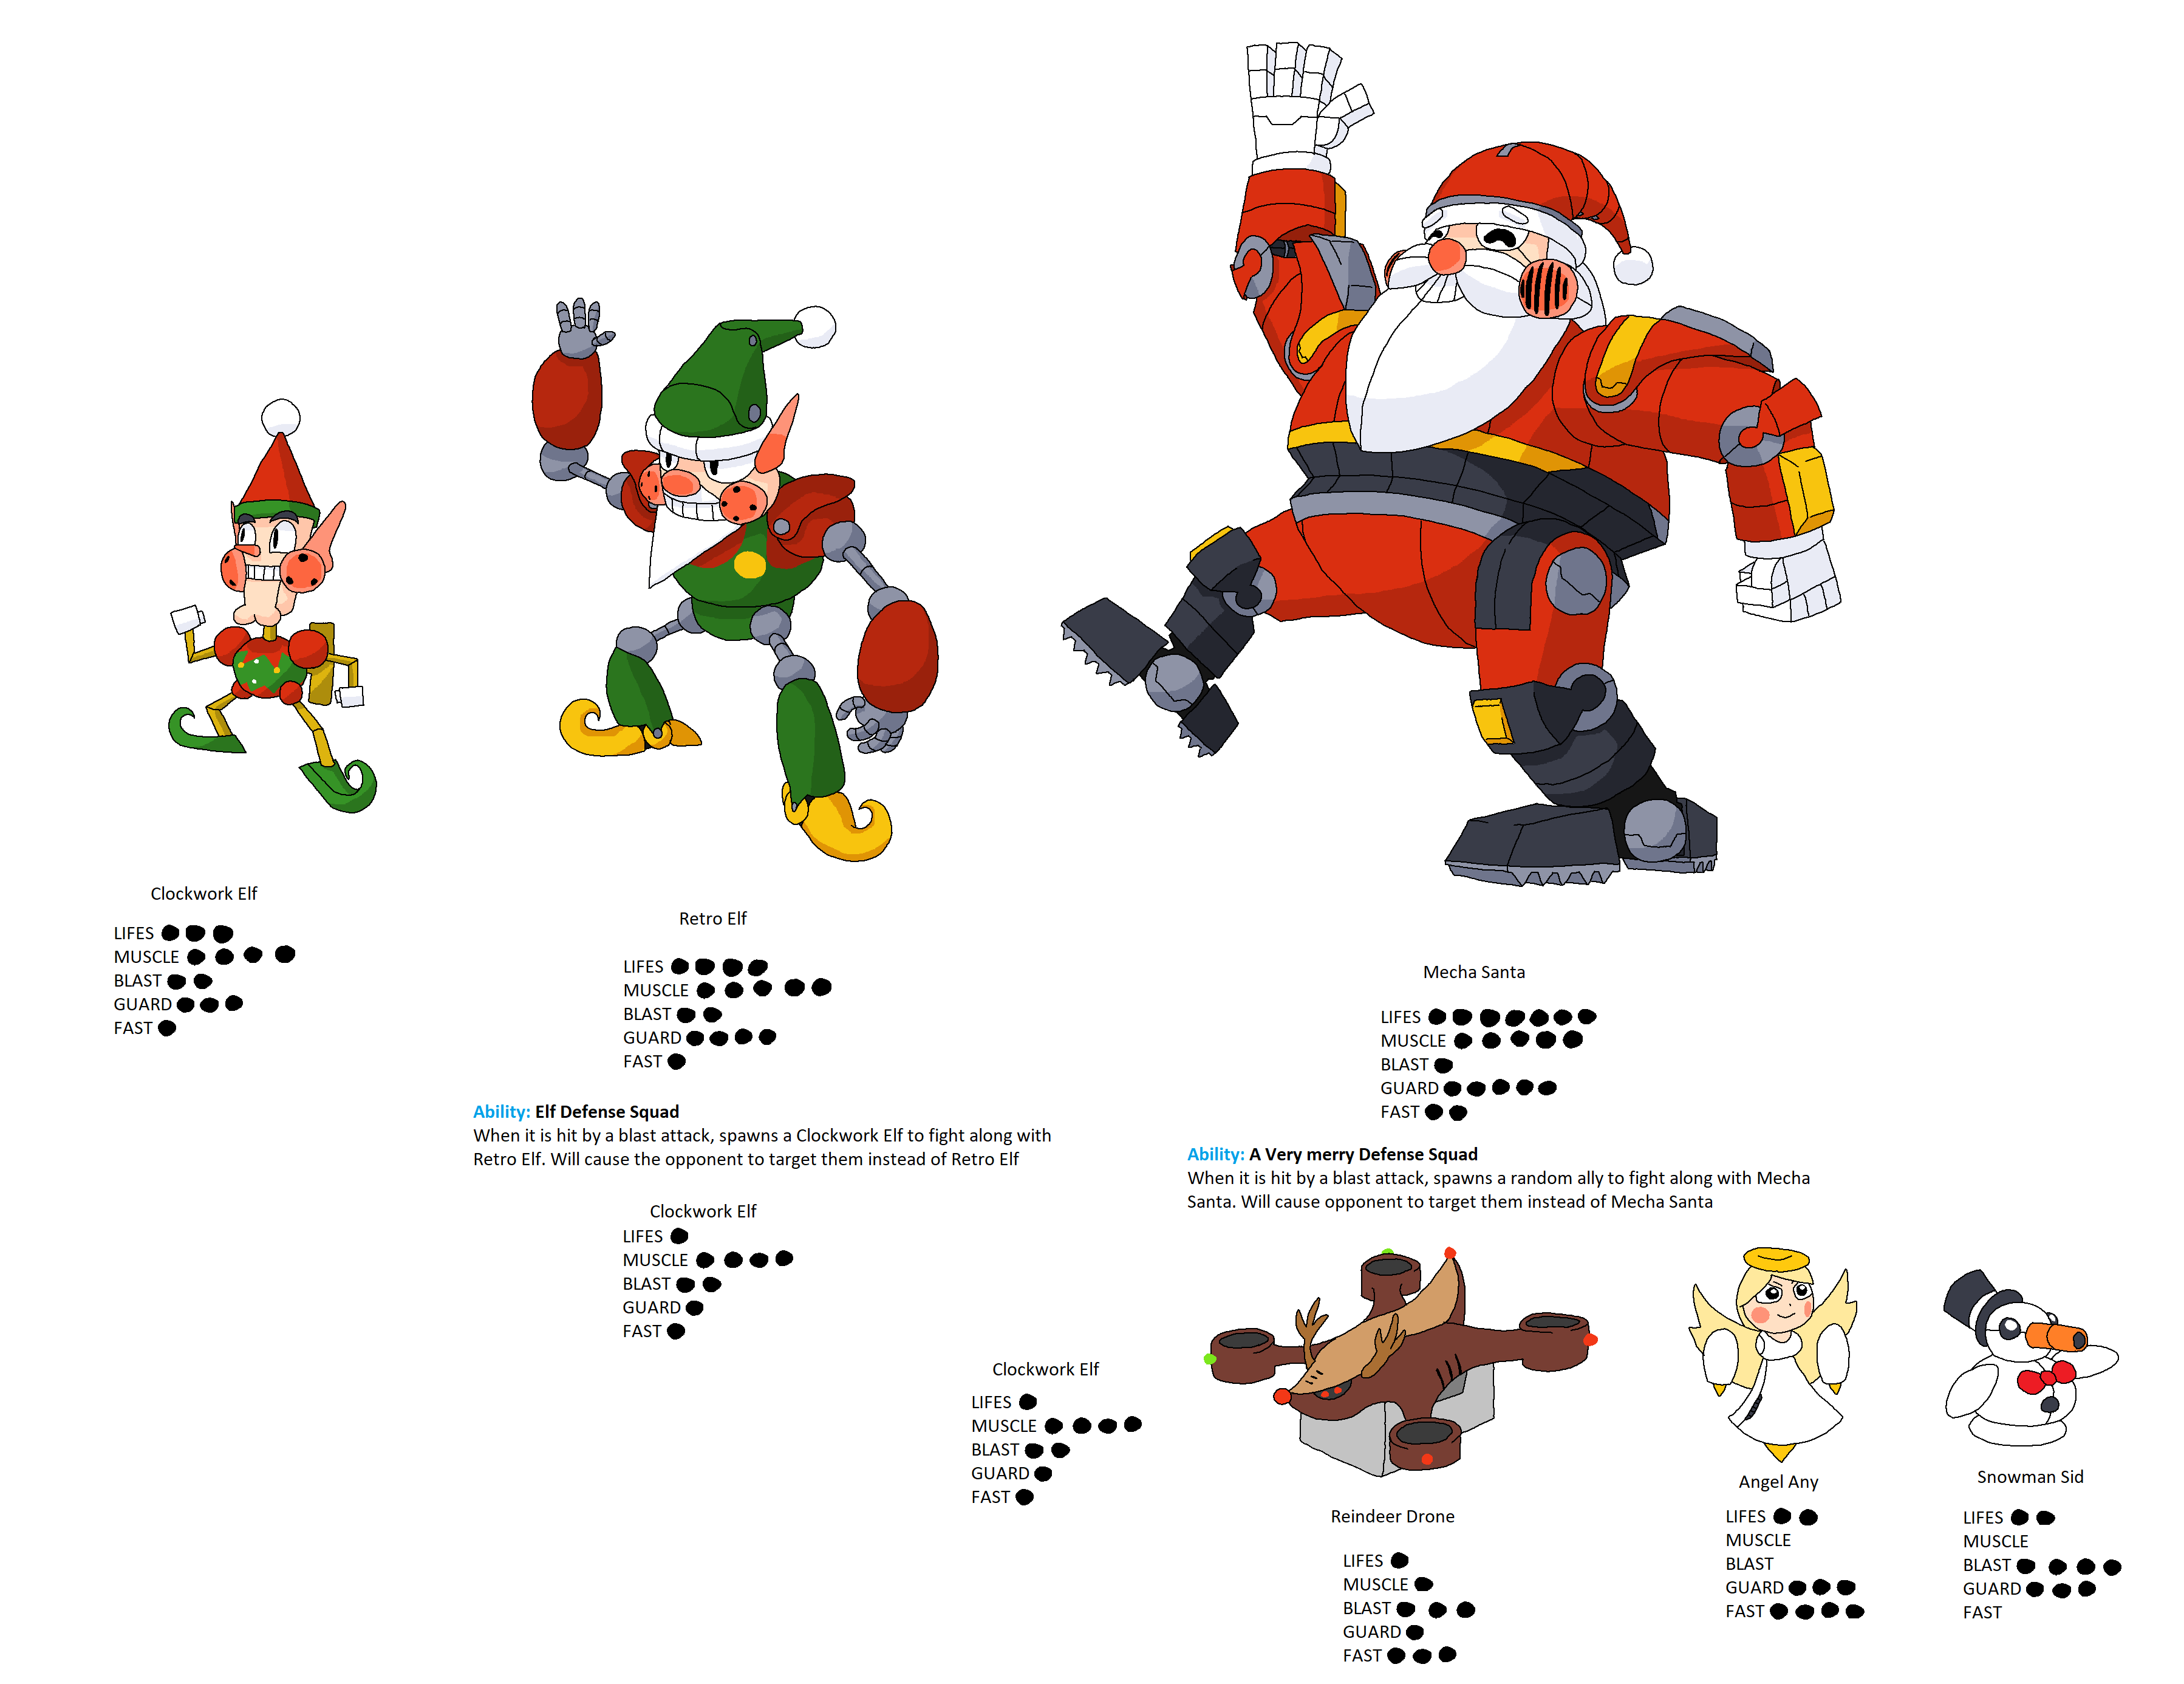 Clockwork Elf
LIFES
MUSCLE
BLAST
GUARD
FAST
Retro Elf
LIFES
MUSCLE
BLAST
GUARD
FAST
Ability: Elf Defense Squad
When it is hit by a blast attack, spawns a Clockwork Elf to fight along with
Retro Elf. Will cause the opponent to target them instead of Retro Elf
Clockwork Elf
LIFES
MUSCLE
BLAST
GUARD
FAST
Mecha Santa
LIFES
MUSCLE
BLAST
GUARD
FAST
Ability: A Very merry Defense Squad
When it is hit by a blast attack, spawns a random ally to fight along with Mecha
Santa. Will cause opponent to target them instead of Mecha Santa
Clockwork Elf
LIFES
MUSCLE
BLAST
GUARD
FAST
Reindeer Drone
LIFES
MUSCLE
BLAST
GUARD
FAST
Angel Any
LIFES
MUSCLE
BLAST
GUARD
FAST
Snowman Sid
LIFES
MUSCLE
BLAST
GUARD
FAST